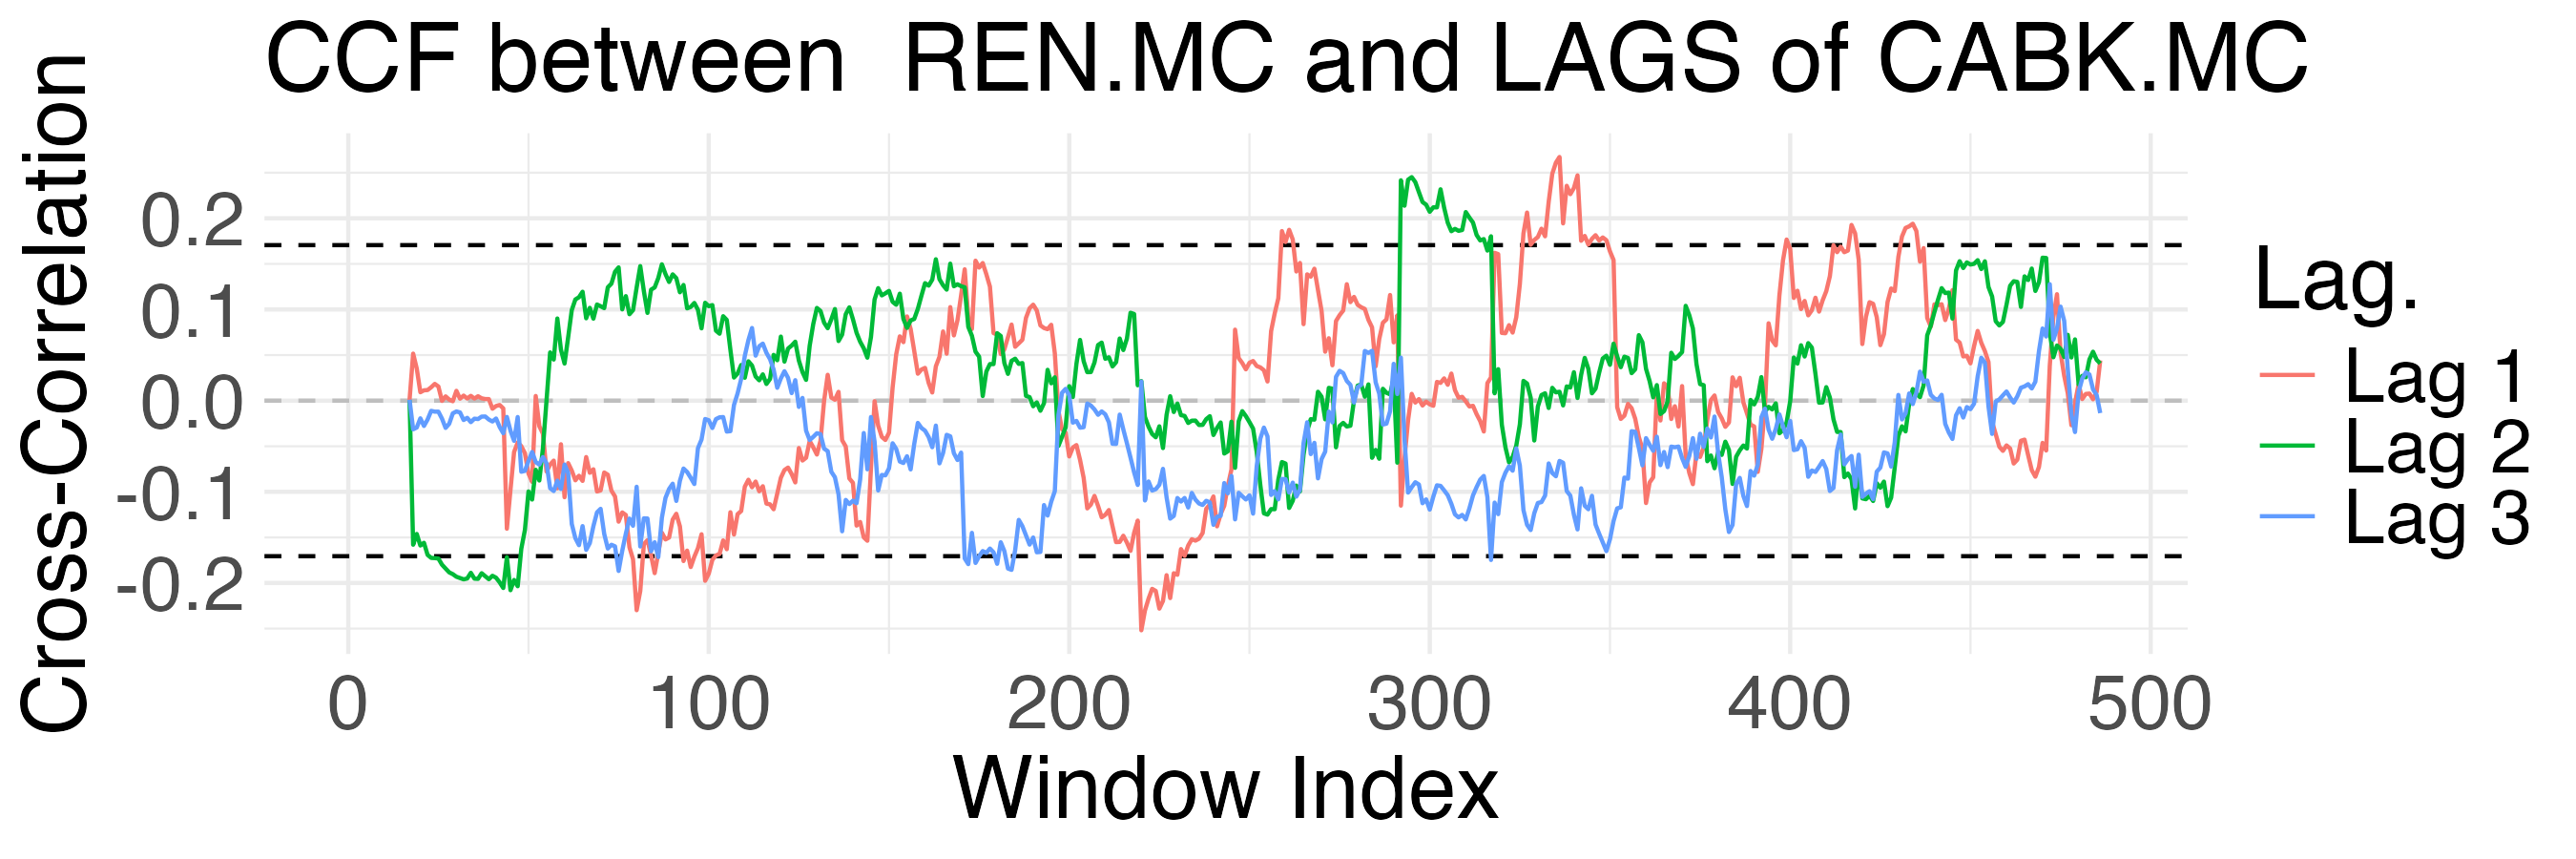 CCF between  REN.MC and LAGS of CABK.MC
Cross-Correlation
0.2
0.1
0.0
-0.1
-0.2
0 100 200 300 400 500
Window Index
Lag.
Lag 1
Lag 2
Lag 3